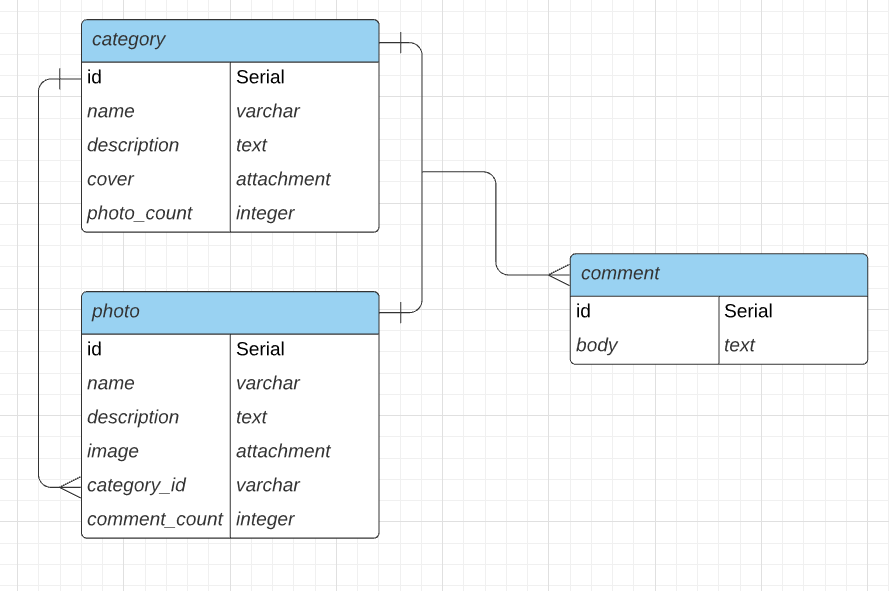 category
id Serial
name varchar
description text
cover attachment
photo_count integer
photo
id Serial
name varchar
description text
image attachment
category_id varchar
comment_count integer
comment
id Serial
body text